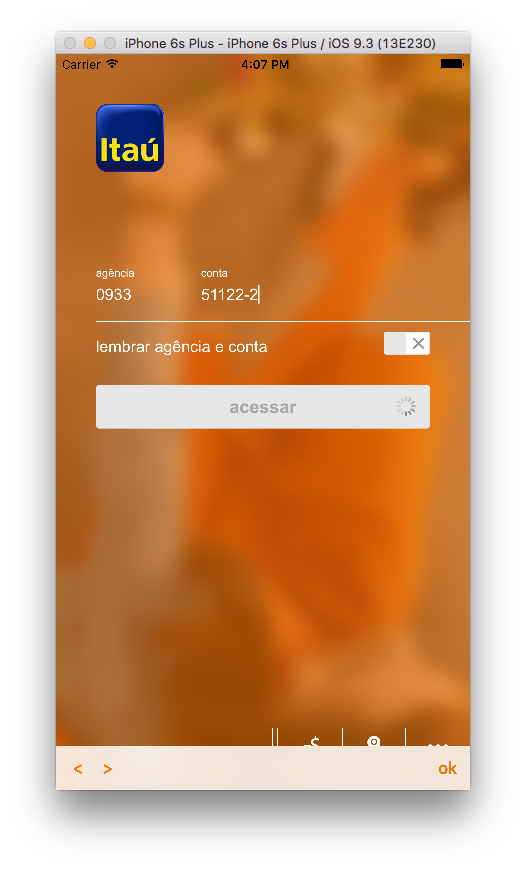 iPhone 6s Plus - iPhone 6s Plus / iOS 9.3 (13E230)
Carrier 4:07 PM
Itaú
agência conta
0933 51122-2
lembrar agência e conta
acessar
-$
< > ok